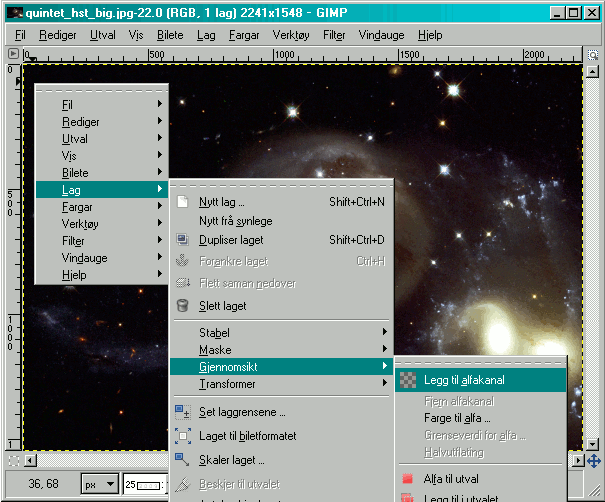 quintet_hst_big.jpg-22.0 (RGB, 1 lag) 2241x1548 – GIMP
Fil Rediger Utval Vis Bilete Lag Fargar Verktøy Filter Vindauge Hjelp
0 500 1000 1500 2000
0
500
1000
1
Fil
Rediger
Utval
Vis
Bilete
Lag
Fargar
Verktøy
Filter
Vindauge
Hjelp
Nytt lag ... Shift+Ctrl+N
Nytt frå synlege
Dupliser laget Shift+Ctrl+D
Forankre laget Ctrl+H
Flett saman nedover
Slett laget
Stabel
Maske
Gjennomsikt
Transformer
Set laggrensene ...
Laget til biletformatet
Skaler laget ...
Beskjer til utvalet
Legg til alfakanal
Fjern alfakanal
Farge til alfa ...
Grenseverdi for alfa ...
Halvutflating
Alfa til utval
Legg til i utvalet
36, 68 px 25